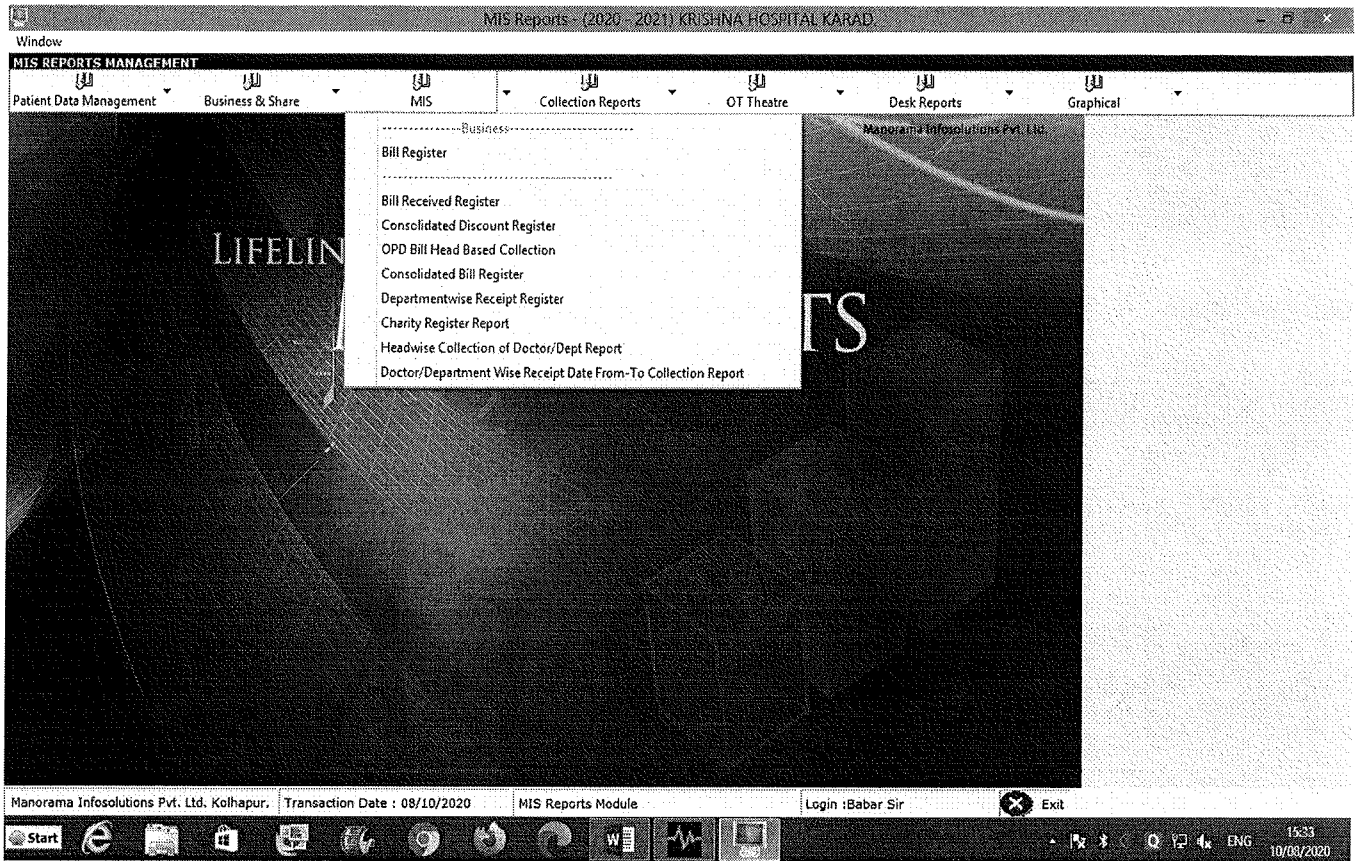 MIS Reports - (2020 - 2021) KRISHNA HOSPITAL KARAD.
Window
MIS REPORTS MANAGEMENT
Patient Data Management Business & Share MIS Collection Reports OT Theatre Desk Reports Graphical
Business
Manorama Infosolutions Pvt. Ltd.
Bill Register
Bill Received Register
Consolidated Discount Register
OPD Bill Head Based Collection
Consolidated Bill Register
Departmentwise Receipt Register
Charity Register Report
Headwise Collection of Doctor/Dept Report
Doctor/Department Wise Receipt Date From-To Collection Report
LIFELIN
TS
Manorama Infosolutions Pvt. Ltd. Kolhapur. Transaction Date : 08/10/2020 MIS Reports Module Login :Babar Sir Exit
Start W ENG 15:33
10/08/2020